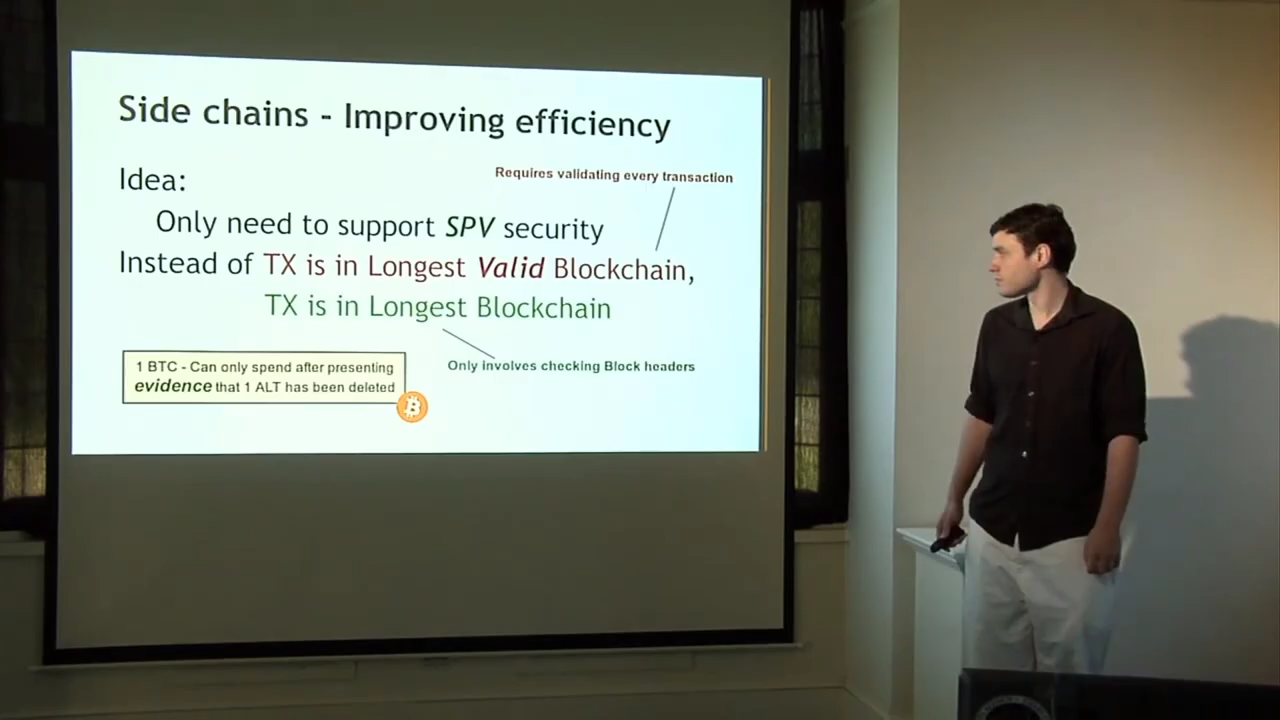 Side chains - Improving efficiency
Requires validating every transaction
Idea:
Only need to support SPV security
Instead of TX is in Longest Valid Blockchain,
TX is in Longest Blockchain
Only involves checking Block headers
1 BTC - Can only spend after presenting
evidence that 1 ALT has been deleted